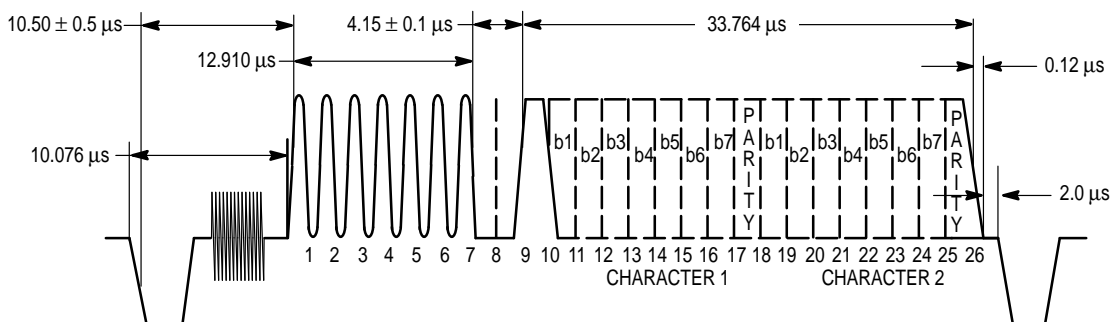 10.50 ± 0.5 µs
4.15 ± 0.1 µs
33.764 µs
12.910 µs
0.12 µs
10.076 µs
2.0 µs
b1 b2 b3 b4 b5 b6 b7 PARITY b1 b2 b3 b4 b5 b6 b7 PARITY
1 2 3 4 5 6 7 8 9 10 11 12 13 14 15 16 17 18 19 20 21 22 23 24 25 26
CHARACTER 1 CHARACTER 2